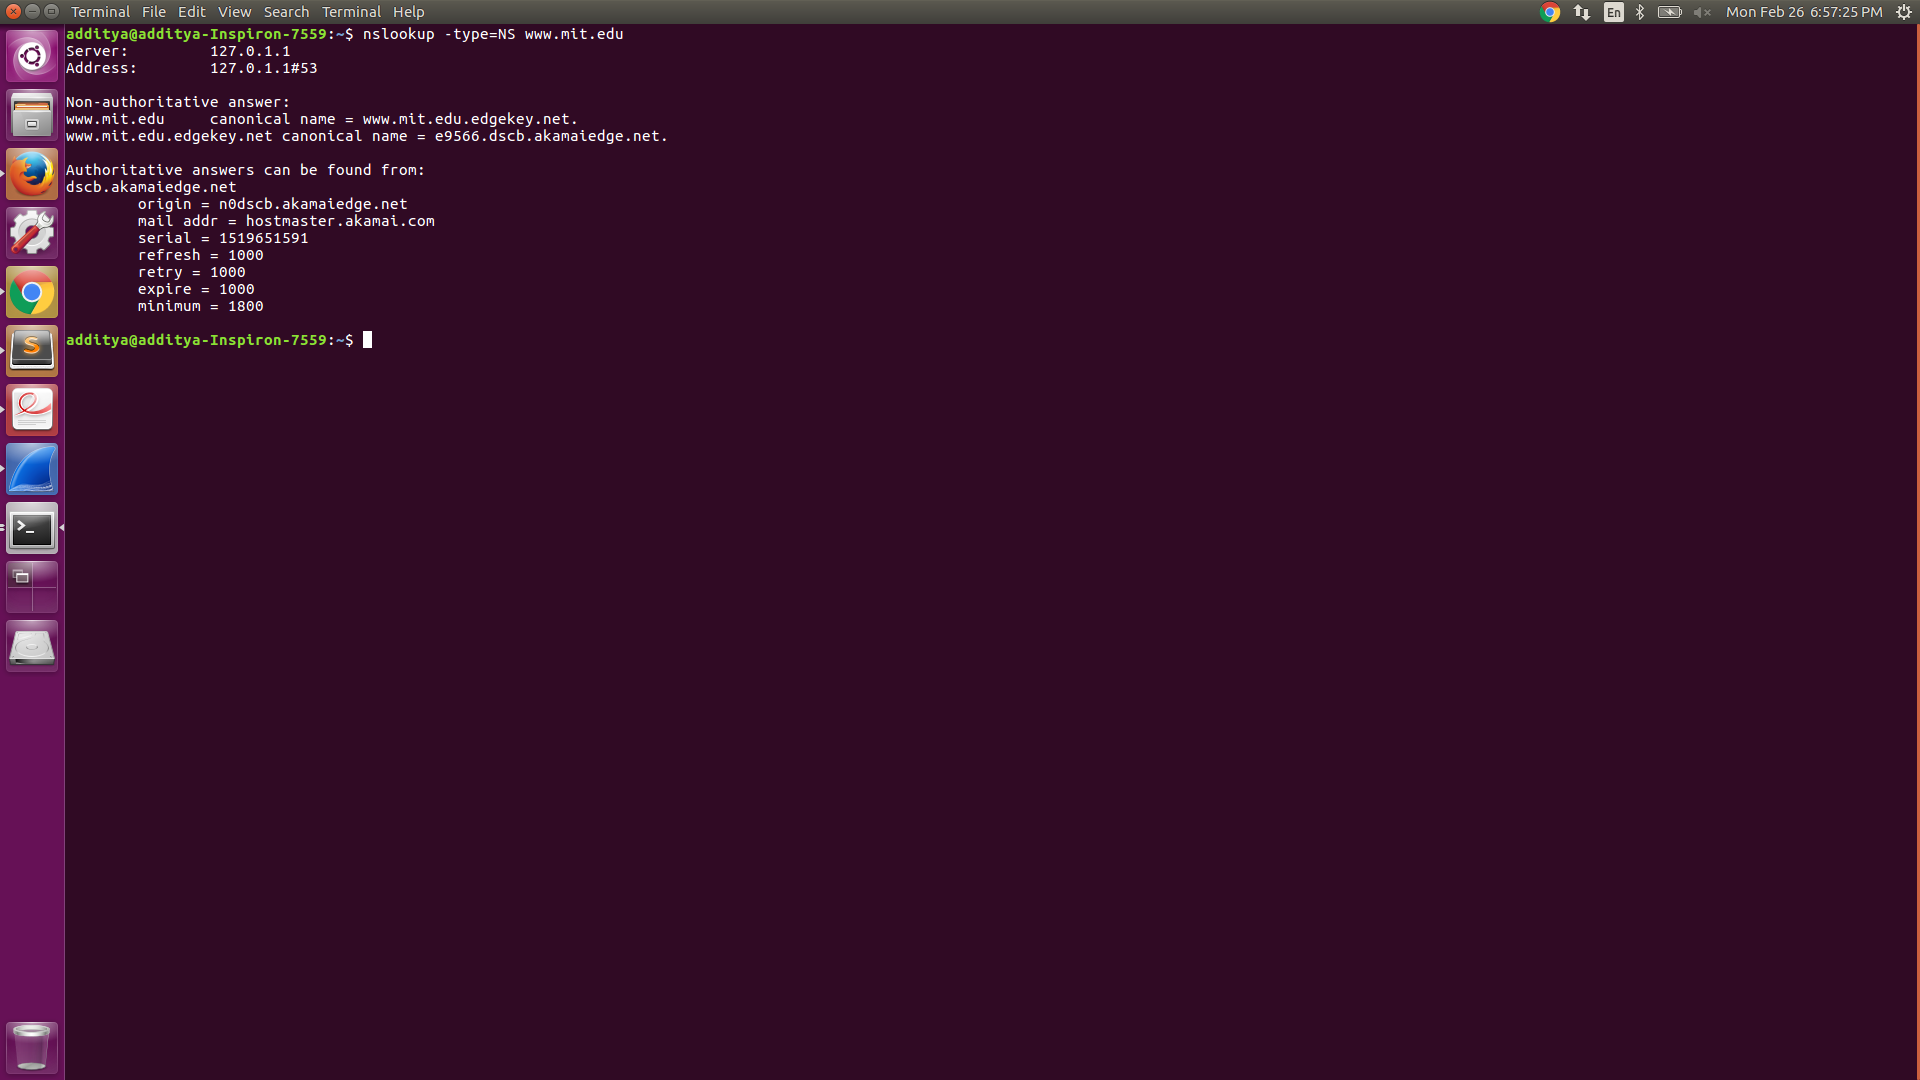 Terminal File Edit View Search Terminal Help En Mon Feb 26 6:57:25 PM
additya@additya-Inspiron-7559:~$ nslookup -type=NS www.mit.edu
Server:         127.0.1.1
Address:        127.0.1.1#53
Non-authoritative answer:
www.mit.edu     canonical name = www.mit.edu.edgekey.net.
www.mit.edu.edgekey.net canonical name = e9566.dscb.akamaiedge.net.
Authoritative answers can be found from:
dscb.akamaiedge.net
        origin = n0dscb.akamaiedge.net
        mail addr = hostmaster.akamai.com
        serial = 1519651591
        refresh = 1000
        retry = 1000
        expire = 1000
        minimum = 1800
additya@additya-Inspiron-7559:~$